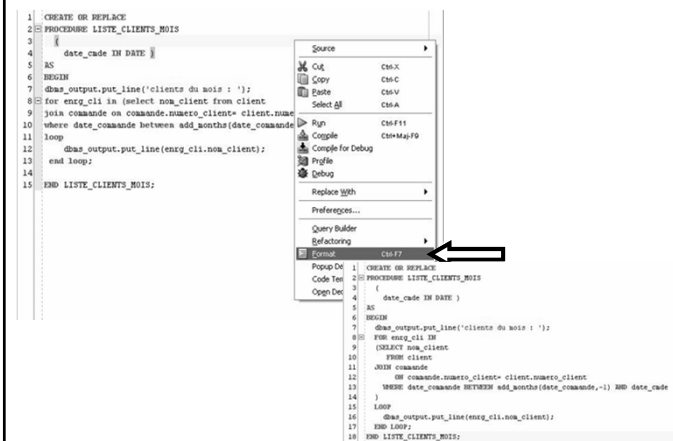 1 CREATE OR REPLACE
2 PROCEDURE LISTE_CLIENTS_MOIS
3 (
4 date_cmde IN DATE )
5 AS
6 BEGIN
7 dbms_output.put_line('clients du mois : ');
8 for enrg_cli in (select nom_client from client
9 join commande on commande.numero_client= client.nume
10 where date_commande between add_months(date_commande
11 loop
12 dbms_output.put_line(enrg_cli.nom_client);
13 end loop;
14
15 END LISTE_CLIENTS_MOIS;
Source
Cut Ctrl-X
Copy Ctrl-C
Paste Ctrl-V
Select All Ctrl-A
Run Ctrl-F11
Compile Ctrl+Maj-F9
Compile for Debug
Profile
Debug
Replace With
Preferences...
Query Builder
Refactoring
Format Ctrl-F7
Popup De
Code Tem
Open Dec
1 CREATE OR REPLACE
2 PROCEDURE LISTE_CLIENTS_MOIS
3 (
4 date_cmde IN DATE )
5 AS
6 BEGIN
7 dbms_output.put_line('clients du mois : ');
8 FOR enrg_cli IN
9 (SELECT nom_client
10 FROM client
11 JOIN commande
12 ON commande.numero_client= client.numero_client
13 WHERE date_commande BETWEEN add_months(date_commande,-1) AND date_cmde
14 )
15 LOOP
16 dbms_output.put_line(enrg_cli.nom_client);
17 END LOOP;
18 END LISTE_CLIENTS_MOIS;